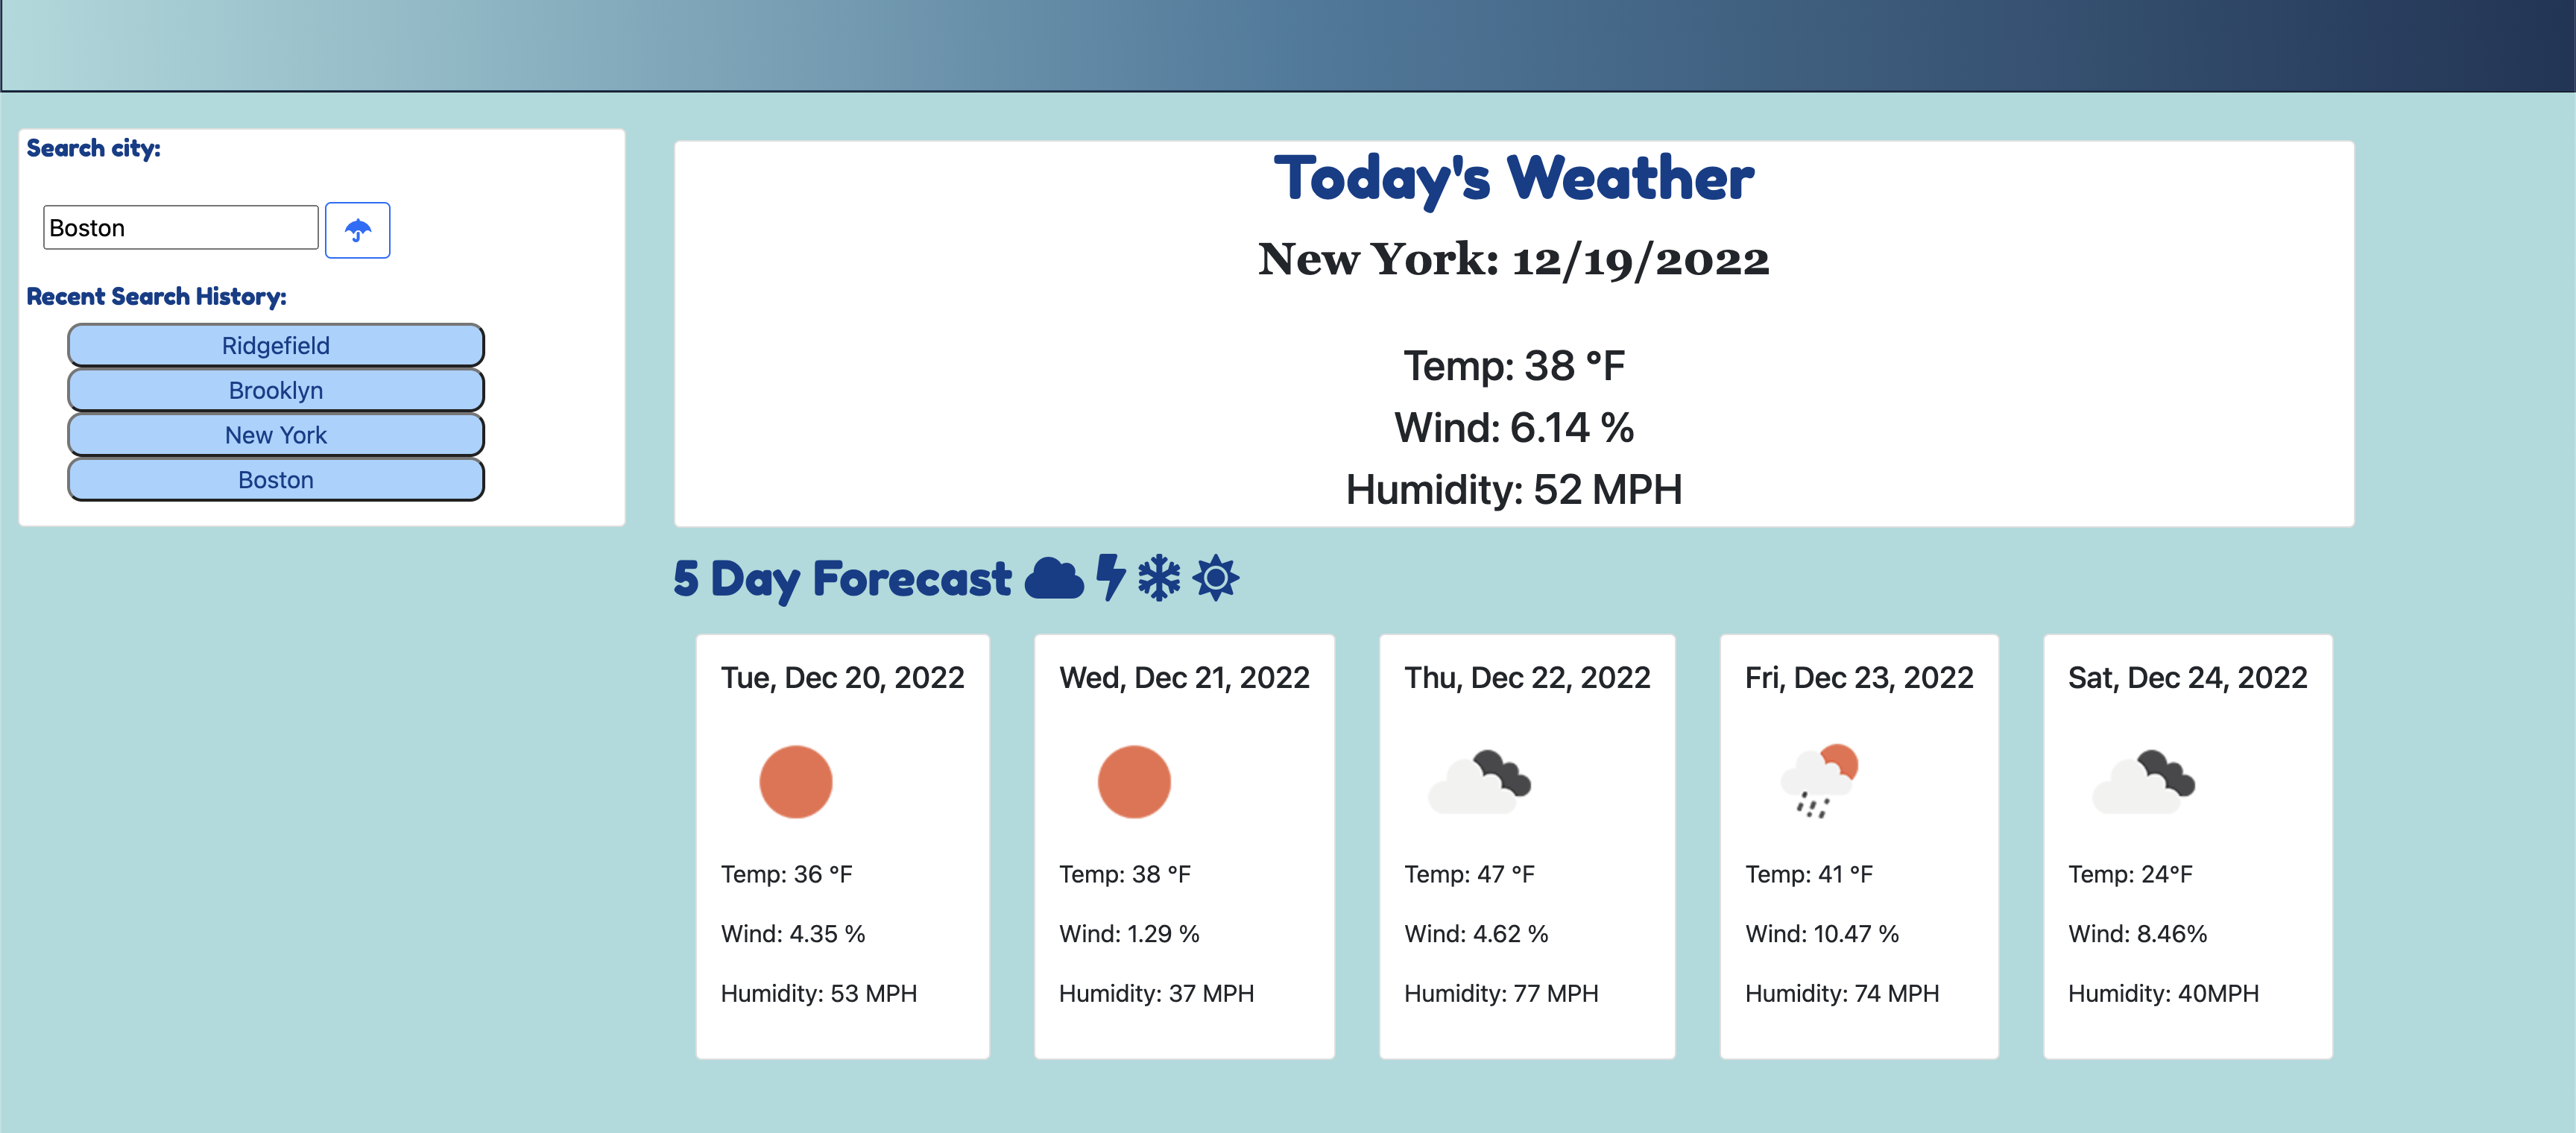 Search city:
Boston
Recent Search History:
Ridgefield
Brooklyn
New York
Boston
Today's Weather
New York: 12/19/2022
Temp: 38 °F
Wind: 6.14 %
Humidity: 52 MPH
5 Day Forecast
Tue, Dec 20, 2022
Temp: 36 °F
Wind: 4.35 %
Humidity: 53 MPH
Wed, Dec 21, 2022
Temp: 38 °F
Wind: 1.29 %
Humidity: 37 MPH
Thu, Dec 22, 2022
Temp: 47 °F
Wind: 4.62 %
Humidity: 77 MPH
Fri, Dec 23, 2022
Temp: 41 °F
Wind: 10.47 %
Humidity: 74 MPH
Sat, Dec 24, 2022
Temp: 24°F
Wind: 8.46%
Humidity: 40MPH